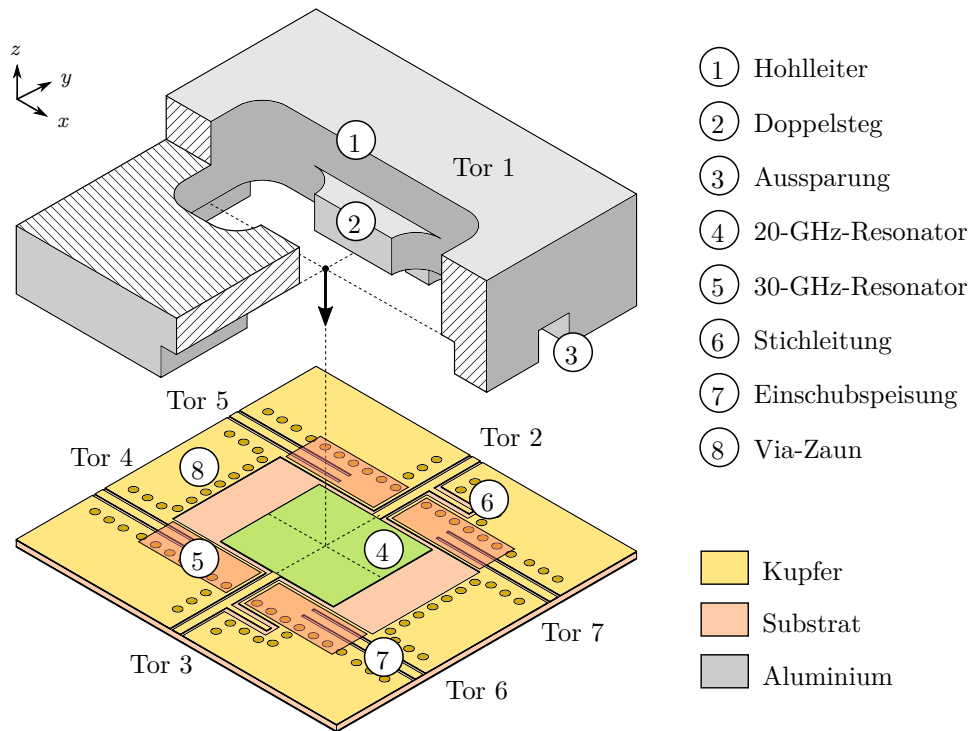 z
y
x
1
Tor 1
2
3
Tor 5
Tor 2
Tor 4
8
6
5
4
7
Tor 7
Tor 3
Tor 6
1 Hohlleiter
2 Doppelsteg
3 Aussparung
4 20-GHz-Resonator
5 30-GHz-Resonator
6 Stichleitung
7 Einschubspeisung
8 Via-Zaun
Kupfer
Substrat
Aluminium